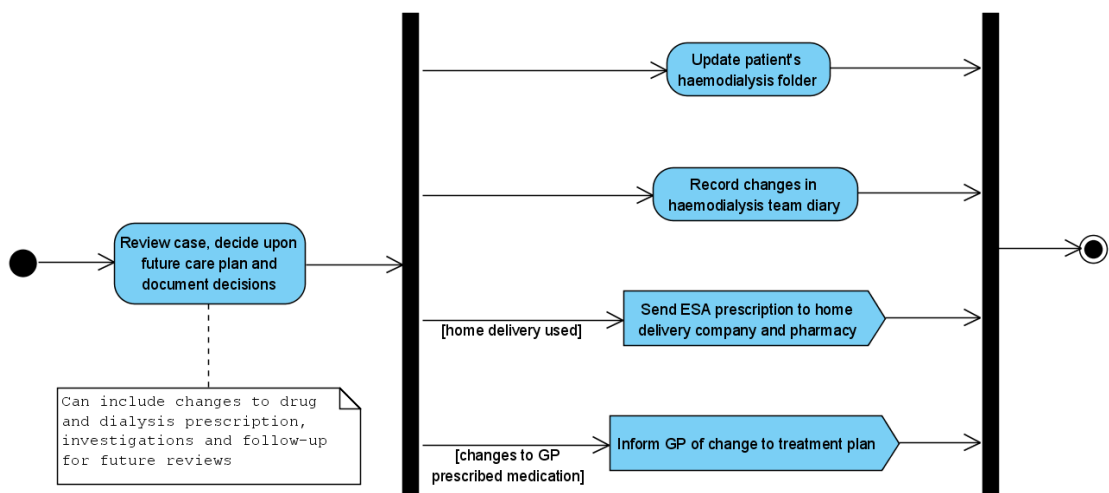 Update patient's
haemodialysis folder
Record changes in
haemodialysis team diary
Review case, decide upon
future care plan and
document decisions
Send ESA prescription to home
delivery company and pharmacy
[home delivery used]
Can include changes to drug
and dialysis prescription,
investigations and follow-up
for future reviews
Inform GP of change to treatment plan
[changes to GP
prescribed medication]